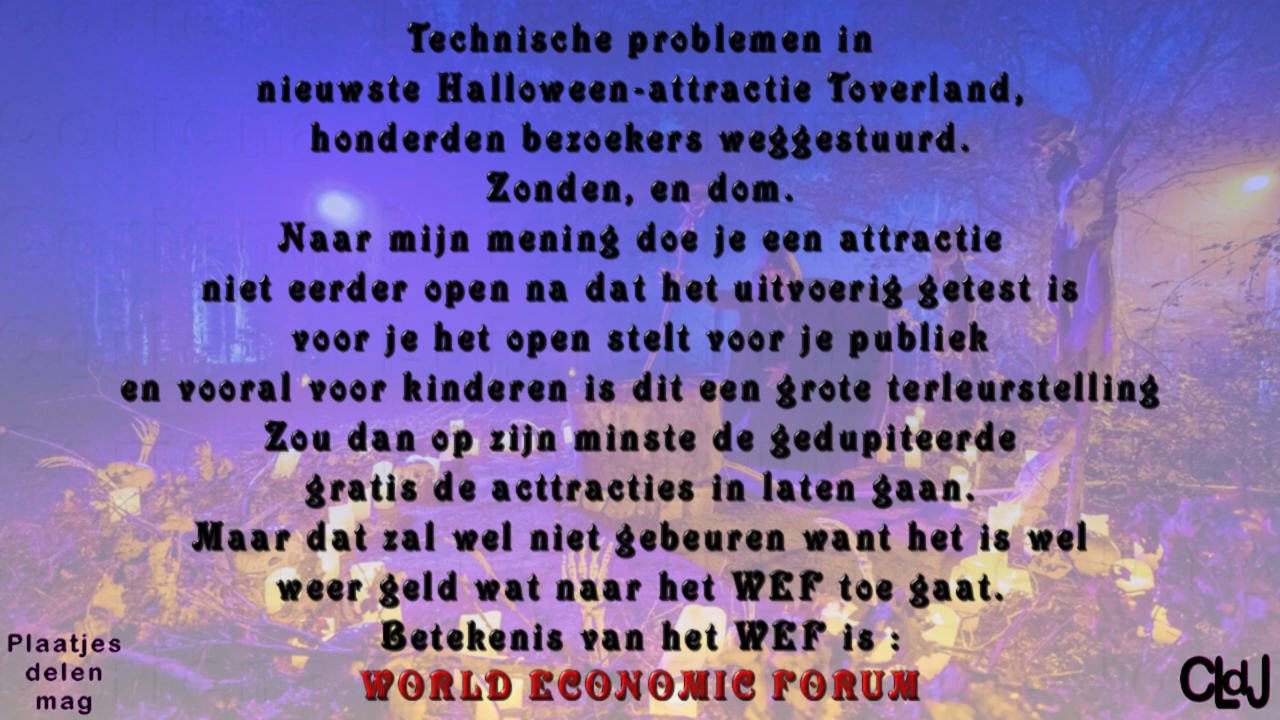 Technische problemen in
nieuwste Halloween-attractie Toverland,
honderden bezoekers weggestuurd.
Zonden, en dom.
Naar mijn mening doe je een attractie
niet eerder open na dat het uitvoerig getest is
voor je het open stelt voor je publiek
en vooral voor kinderen is dit een grote terleurstelling
Zou dan op zijn minste de gedupiteerde
gratis de acttracties in laten gaan.
Maar dat zal wel niet gebeuren want het is wel
weer geld wat naar het WEF toe gaat.
Betekenis van het WEF is :
WORLD ECONOMIC FORUM
Plaatjes
delen
mag
CLdJ